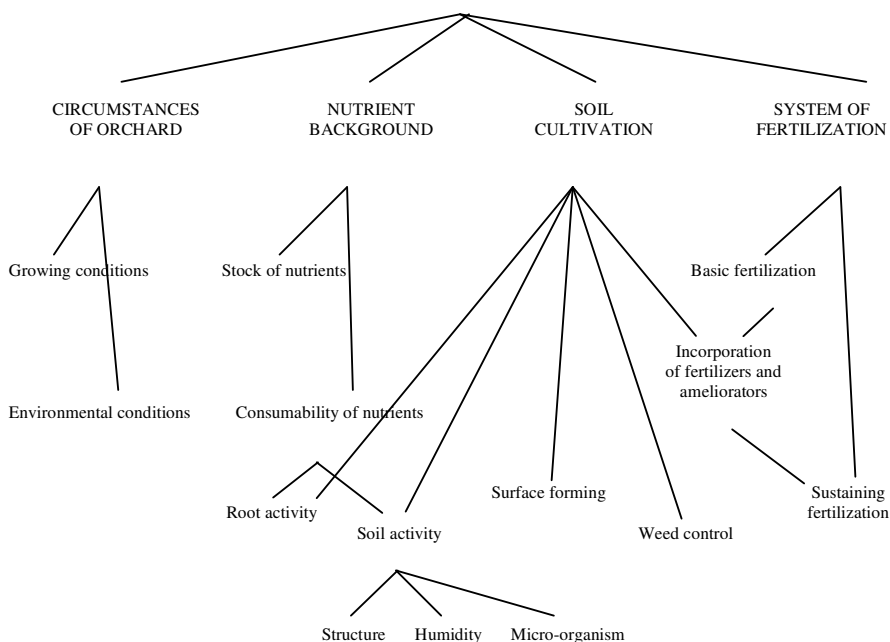 CIRCUMSTANCES
OF ORCHARD
NUTRIENT
BACKGROUND
SOIL
CULTIVATION
SYSTEM OF
FERTILIZATION
Growing conditions
Stock of nutrients
Basic fertilization
Incorporation
of fertilizers and
ameliorators
Environmental conditions
Consumability of nutrients
Root activity
Soil activity
Surface forming
Weed control
Sustaining
fertilization
Structure
Humidity
Micro-organism